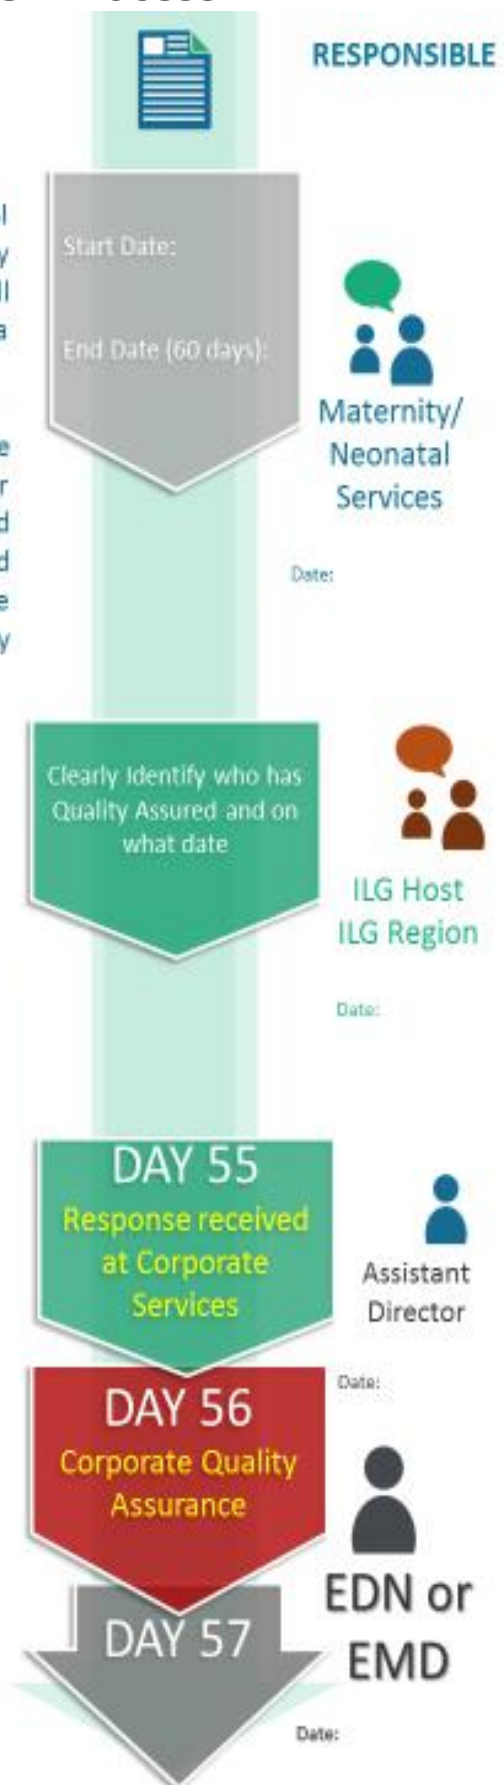 RESPONSIBLE
Start Date:
End Date (60 days):
Maternity/
Neonatal
Services
Date:
Clearly Identify who has
Quality Assured and on
what date
ILG Host
ILG Region
Date:
DAY 55
Response received
at Corporate
Services
Assistant
Director
Date:
DAY 56
Corporate Quality
Assurance
EDN or
EMD
DAY 57
Date: